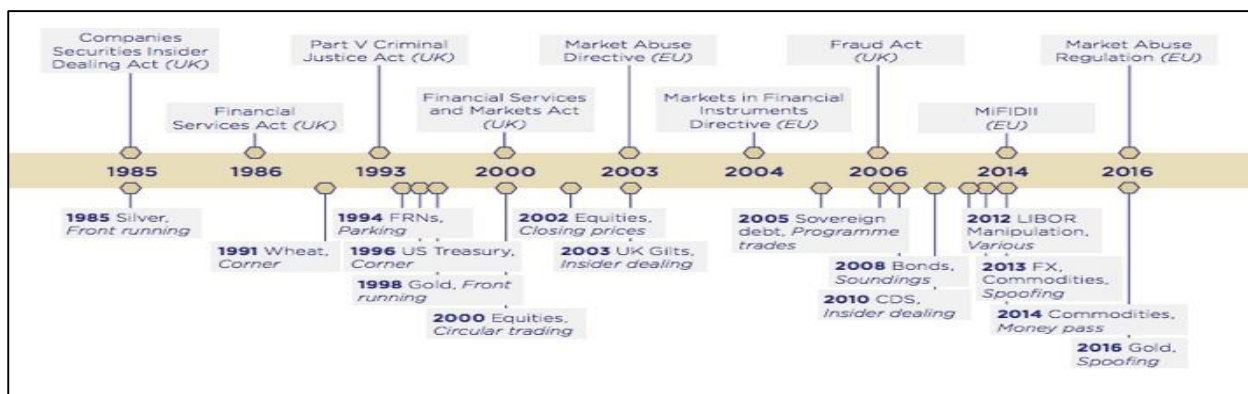 Companies
Securities Insider
Dealing Act (UK)
Part V Criminal
Justice Act (UK)
Market Abuse
Directive (EU)
Fraud Act
(UK)
Market Abuse
Regulation (EU)
Financial
Services Act (UK)
Financial Services
and Markets Act
(UK)
Markets in Financial
Instruments
Directive (EU)
MiFIDII
(EU)
1985
1986
1993
2000
2003
2004
2006
2014
2016
1985 Silver,
Front running
1991 Wheat,
Corner
1994 FRNs,
Parking
1996 US Treasury,
Corner
1998 Gold, Front
running
2000 Equities,
Circular trading
2002 Equities,
Closing prices
2003 UK Gilts,
Insider dealing
2005 Sovereign
debt, Programme
trades
2008 Bonds,
Soundings
2010 CDS,
Insider dealing
2012 LIBOR
Manipulation,
Various
2013 FX,
Commodities,
Spoofing
2014 Commodities,
Money pass
2016 Gold,
Spoofing